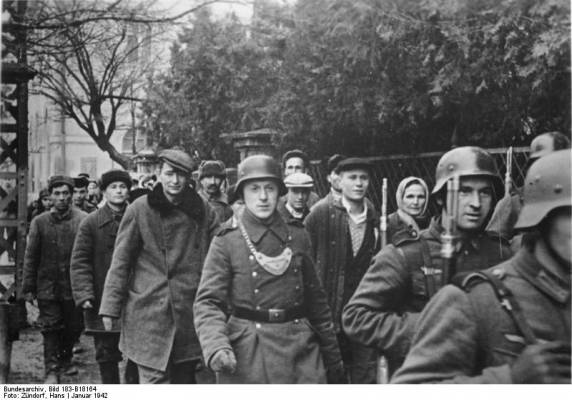 Bundesarchiv, Bild 183-B18164
Foto: Zündorf, Hans | Januar 1942